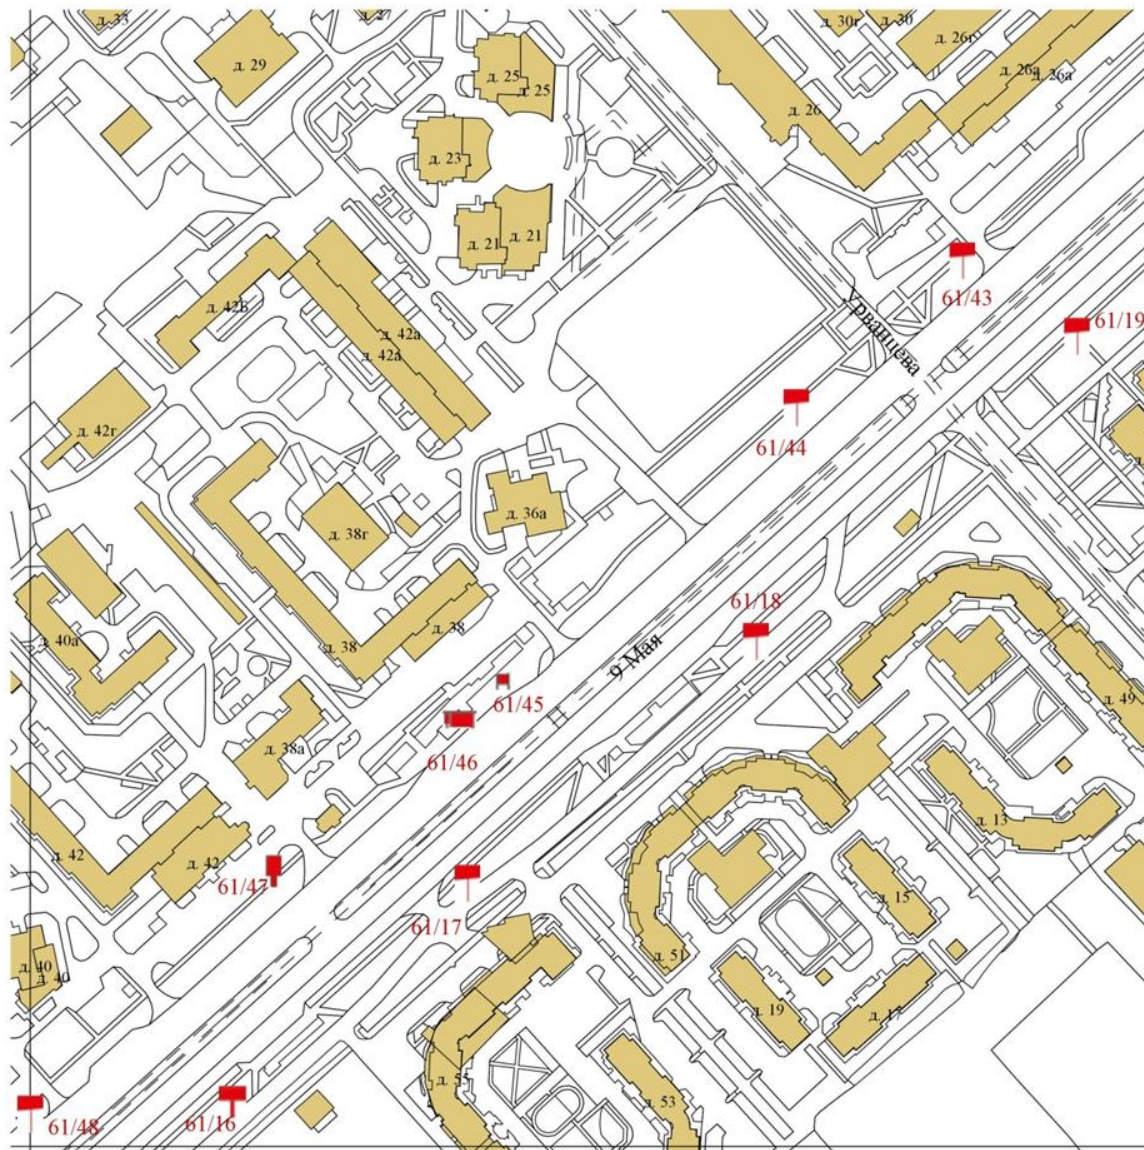 д. 33
д. 27
д. 30г
д. 30
д. 29
д. 25
д. 25
д. 26г
д. 26а
д. 26а
д. 26
д. 23
д. 21
д. 21
61/43
д. 42б
Урванцева
61/19
д. 42а
д. 42а
д. 42г
61/44
д. 36а
д. 38г
61/18
д. 40а
д. 38
д. 38
9 Мая
61/45
д. 49
д. 38а
61/46
д. 13
д. 42
д. 42
61/47
д. 15
61/17
д. 51
д. 40
д. 40
д. 19
д. 17
д. 55
д. 53
61/48
61/16